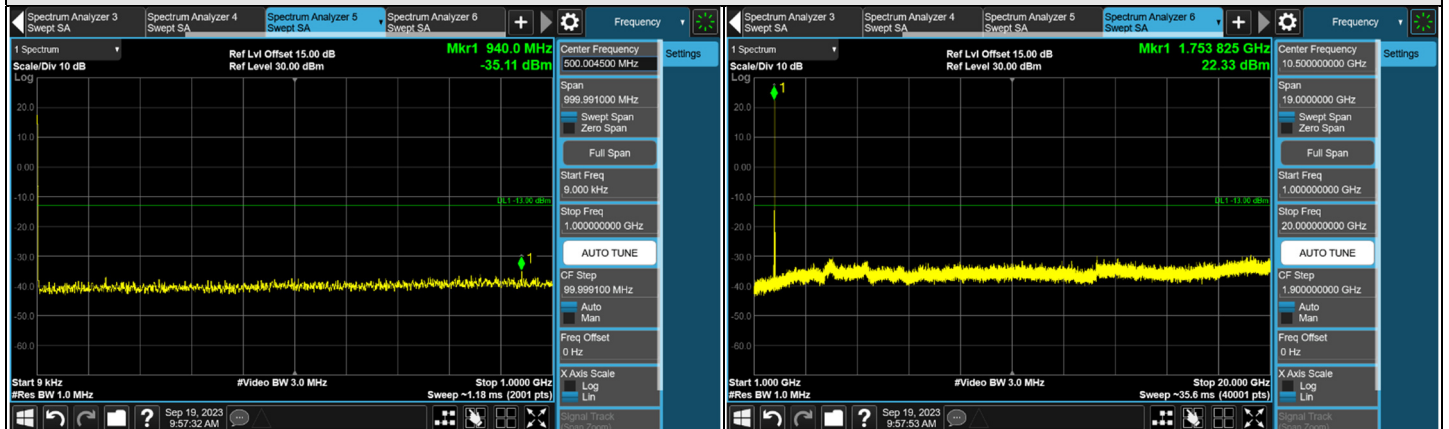 Spectrum Analyzer 3
Swept SA
Spectrum Analyzer 4
Swept SA
Spectrum Analyzer 5
Swept SA
Spectrum Analyzer 6
Swept SA
Frequency
1 Spectrum
Scale/Div 10 dB
Log
Ref Lvl Offset 15.00 dB
Ref Level 30.00 dBm
Mkr1 940.0 MHz
-35.11 dBm
20.0
10.0
0.00
-10.0
-20.0
-30.0
-40.0
-50.0
-60.0
DL1 -13.00 dBm
1
Start 9 kHz
#Res BW 1.0 MHz
#Video BW 3.0 MHz
Stop 1.0000 GHz
Sweep ~1.18 ms (2001 pts)
Center Frequency
500.004500 MHz
Settings
Span
999.991000 MHz
Swept Span
Zero Span
Full Span
Start Freq
9.000 kHz
Stop Freq
1.000000000 GHz
AUTO TUNE
CF Step
99.999100 MHz
Auto
Man
Freq Offset
0 Hz
X Axis Scale
Log
Lin
Signal Track
(Span Zoom)
?
Sep 19, 2023
9:57:32 AM
Spectrum Analyzer 3
Swept SA
Spectrum Analyzer 4
Swept SA
Spectrum Analyzer 5
Swept SA
Spectrum Analyzer 6
Swept SA
Frequency
1 Spectrum
Scale/Div 10 dB
Log
Ref Lvl Offset 15.00 dB
Ref Level 30.00 dBm
Mkr1 1.753 825 GHz
22.33 dBm
1
20.0
10.0
0.00
-10.0
-20.0
-30.0
-40.0
-50.0
-60.0
DL1 -13.00 dBm
Start 1.000 GHz
#Res BW 1.0 MHz
#Video BW 3.0 MHz
Stop 20.000 GHz
Sweep ~35.6 ms (40001 pts)
Center Frequency
10.500000000 GHz
Settings
Span
19.0000000 GHz
Swept Span
Zero Span
Full Span
Start Freq
1.000000000 GHz
Stop Freq
20.000000000 GHz
AUTO TUNE
CF Step
1.900000000 GHz
Auto
Man
Freq Offset
0 Hz
X Axis Scale
Log
Lin
Signal Track
(Span Zoom)
?
Sep 19, 2023
9:57:53 AM